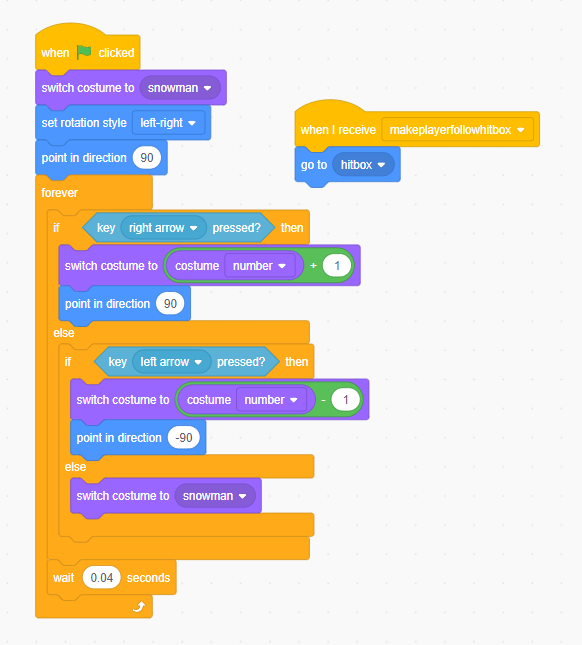 when clicked
switch costume to snowman
set rotation style left-right
point in direction 90
forever
if key right arrow pressed? then
switch costume to costume number + 1
point in direction 90
else
if key left arrow pressed? then
switch costume to costume number - 1
point in direction -90
else
switch costume to snowman
wait 0.04 seconds
when I receive makeplayerfollowhitbox
go to hitbox